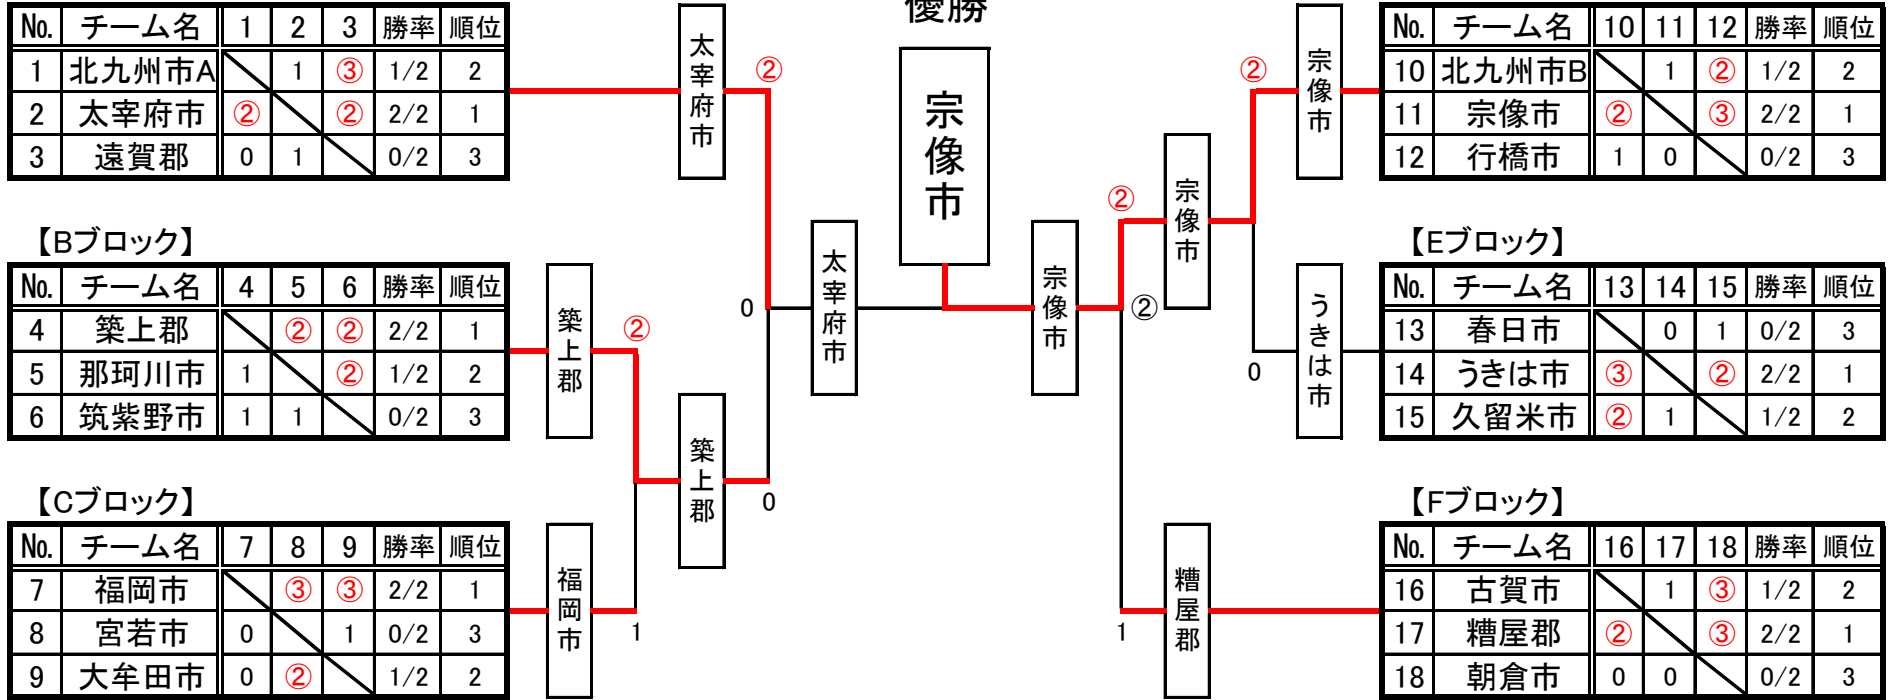 優勝
宗像市
No. チーム名 1 2 3 勝率 順位
1 北九州市A 1 ③ 1/2 2
2 太宰府市 ② ② 2/2 1
3 遠賀郡 0 1 0/2 3
【Bブロック】
No. チーム名 4 5 6 勝率 順位
4 築上郡 ② ② 2/2 1
5 那珂川市 1 ② 1/2 2
6 筑紫野市 1 1 0/2 3
【Cブロック】
No. チーム名 7 8 9 勝率 順位
7 福岡市 ③ ③ 2/2 1
8 宮若市 0 1 0/2 3
9 大牟田市 0 ② 1/2 2
築上郡
②
福岡市
1
太宰府市
②
築上郡
0
太宰府市
0
宗像市
②
宗像市
②
②
宗像市
うきは市
0
糟屋郡
1
No. チーム名 10 11 12 勝率 順位
10 北九州市B 1 ② 1/2 2
11 宗像市 ② ③ 2/2 1
12 行橋市 1 0 0/2 3
【Eブロック】
No. チーム名 13 14 15 勝率 順位
13 春日市 0 1 0/2 3
14 うきは市 ③ ② 2/2 1
15 久留米市 ② 1 1/2 2
【Fブロック】
No. チーム名 16 17 18 勝率 順位
16 古賀市 1 ③ 1/2 2
17 糟屋郡 ② ③ 2/2 1
18 朝倉市 0 0 0/2 3